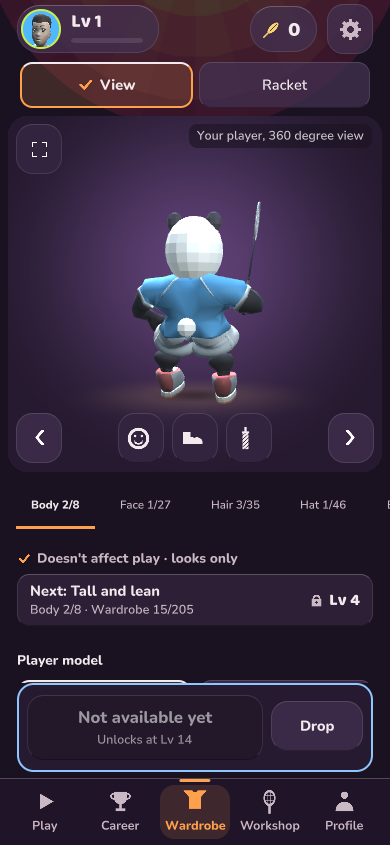 Lv 1
0
View
Racket
Your player, 360 degree view
Body 2/8
Face 1/27
Hair 3/35
Hat 1/46
Doesn't affect play · looks only
Next: Tall and lean
Body 2/8 · Wardrobe 15/205
Lv 4
Player model
Not available yet
Unlocks at Lv 14
Drop
Play
Career
Wardrobe
Workshop
Profile